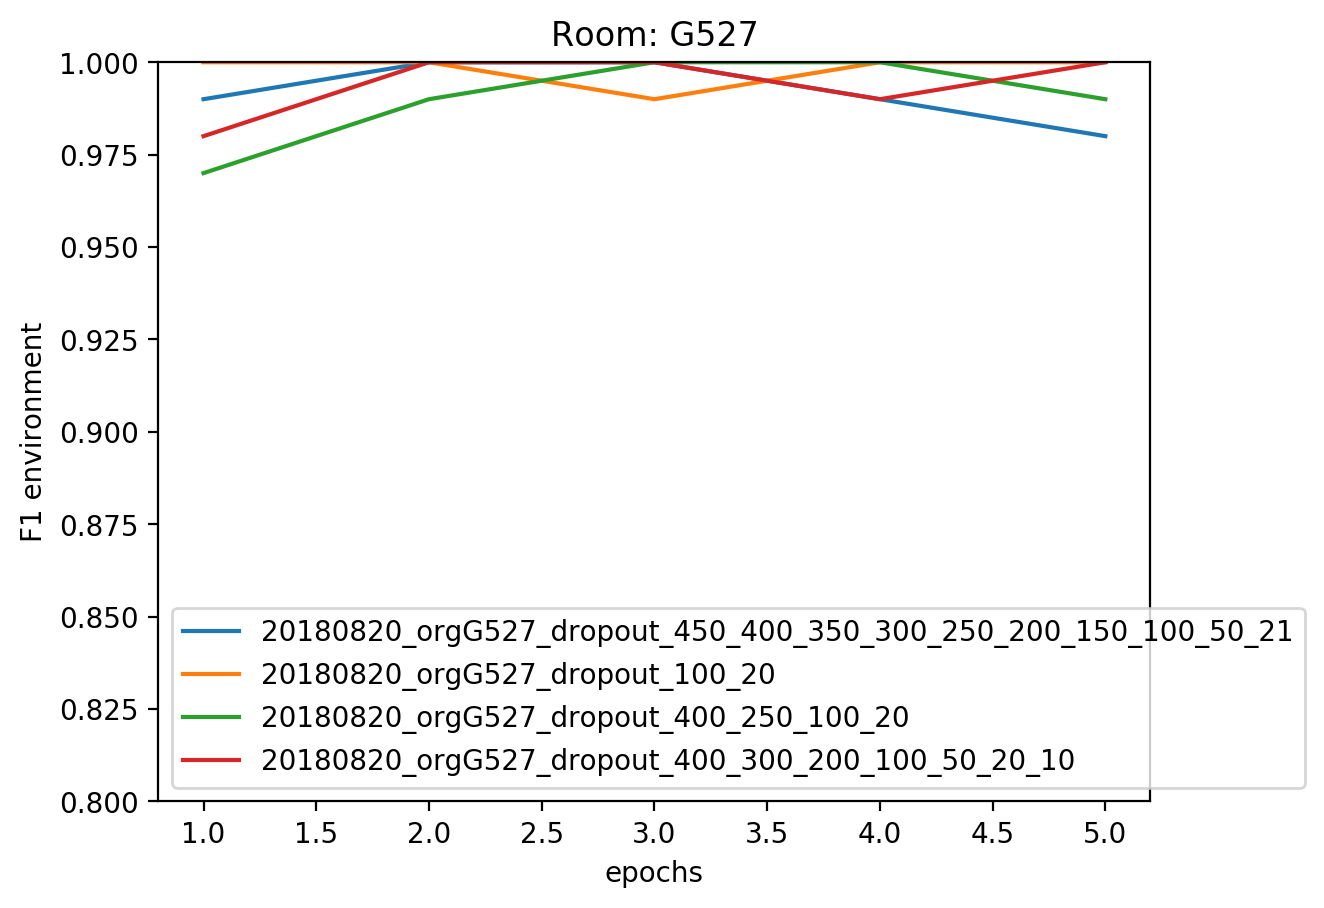 Room: G527
1.000
0.975
0.950
0.925
0.900
0.875
0.850
0.825
0.800
F1 environment
20180820_orgG527_dropout_450_400_350_300_250_200_150_100_50_21
20180820_orgG527_dropout_100_20
20180820_orgG527_dropout_400_250_100_20
20180820_orgG527_dropout_400_300_200_100_50_20_10
1.0 1.5 2.0 2.5 3.0 3.5 4.0 4.5 5.0
epochs